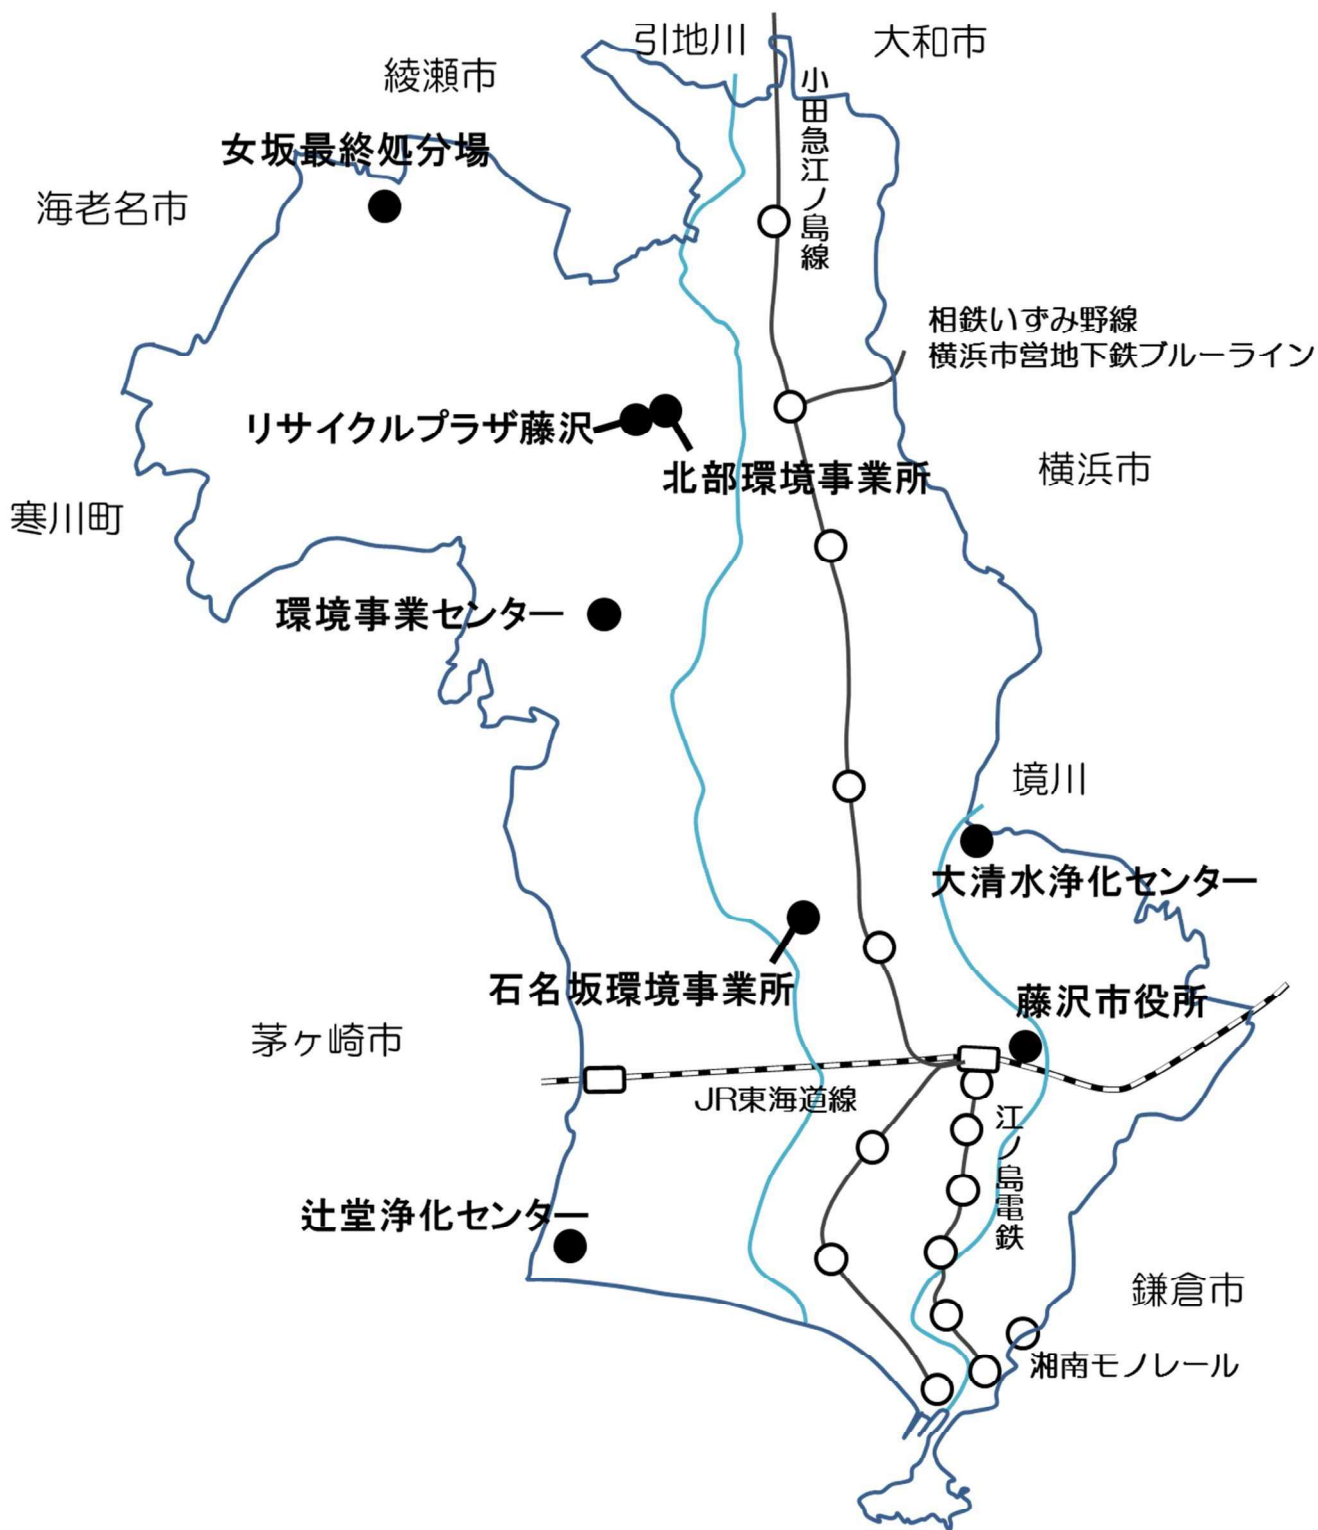 引地川
大和市
綾瀬市
小田急江ノ島線
女坂最終処分場
海老名市
相鉄いずみ野線
横浜市営地下鉄ブルーライン
リサイクルプラザ藤沢
北部環境事業所
横浜市
寒川町
環境事業センター
境川
大清水浄化センター
石名坂環境事業所
藤沢市役所
茅ヶ崎市
JR東海道線
江ノ島電鉄
辻堂浄化センター
鎌倉市
湘南モノレール